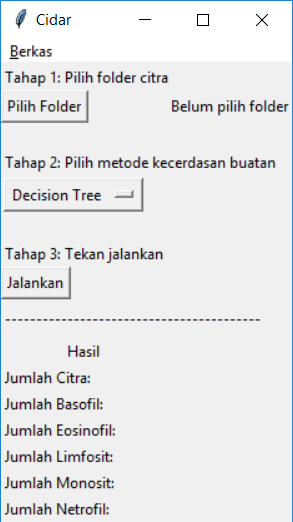 Cidar
Berkas
Tahap 1: Pilih folder citra
Pilih Folder Belum pilih folder
Tahap 2: Pilih metode kecerdasan buatan
Decision Tree
Tahap 3: Tekan jalankan
Jalankan
-----------------------------------------
Hasil
Jumlah Citra:
Jumlah Basofil:
Jumlah Eosinofil:
Jumlah Limfosit:
Jumlah Monosit:
Jumlah Netrofil: